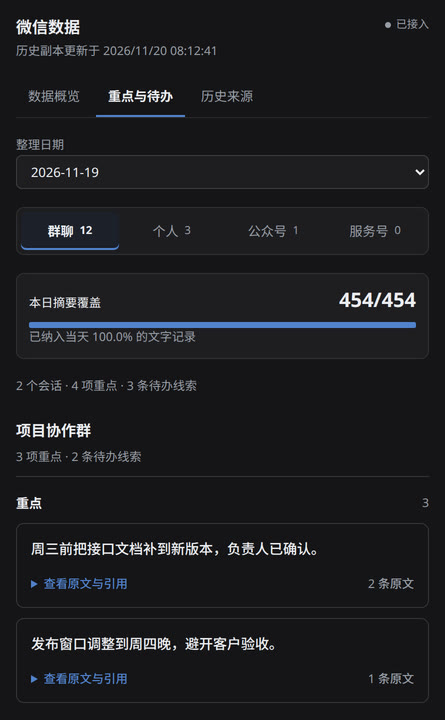 微信数据
已接入
历史副本更新于 2026/11/20 08:12:41
数据概览 重点与待办 历史来源
整理日期
2026-11-19
群聊 12 个人 3 公众号 1 服务号 0
本日摘要覆盖 454/454
已纳入当天 100.0% 的文字记录
2 个会话 · 4 项重点 · 3 条待办线索
项目协作群
3 项重点 · 2 条待办线索
重点 3
周三前把接口文档补到新版本，负责人已确认。
查看原文与引用 2 条原文
发布窗口调整到周四晚，避开客户验收。
查看原文与引用 1 条原文